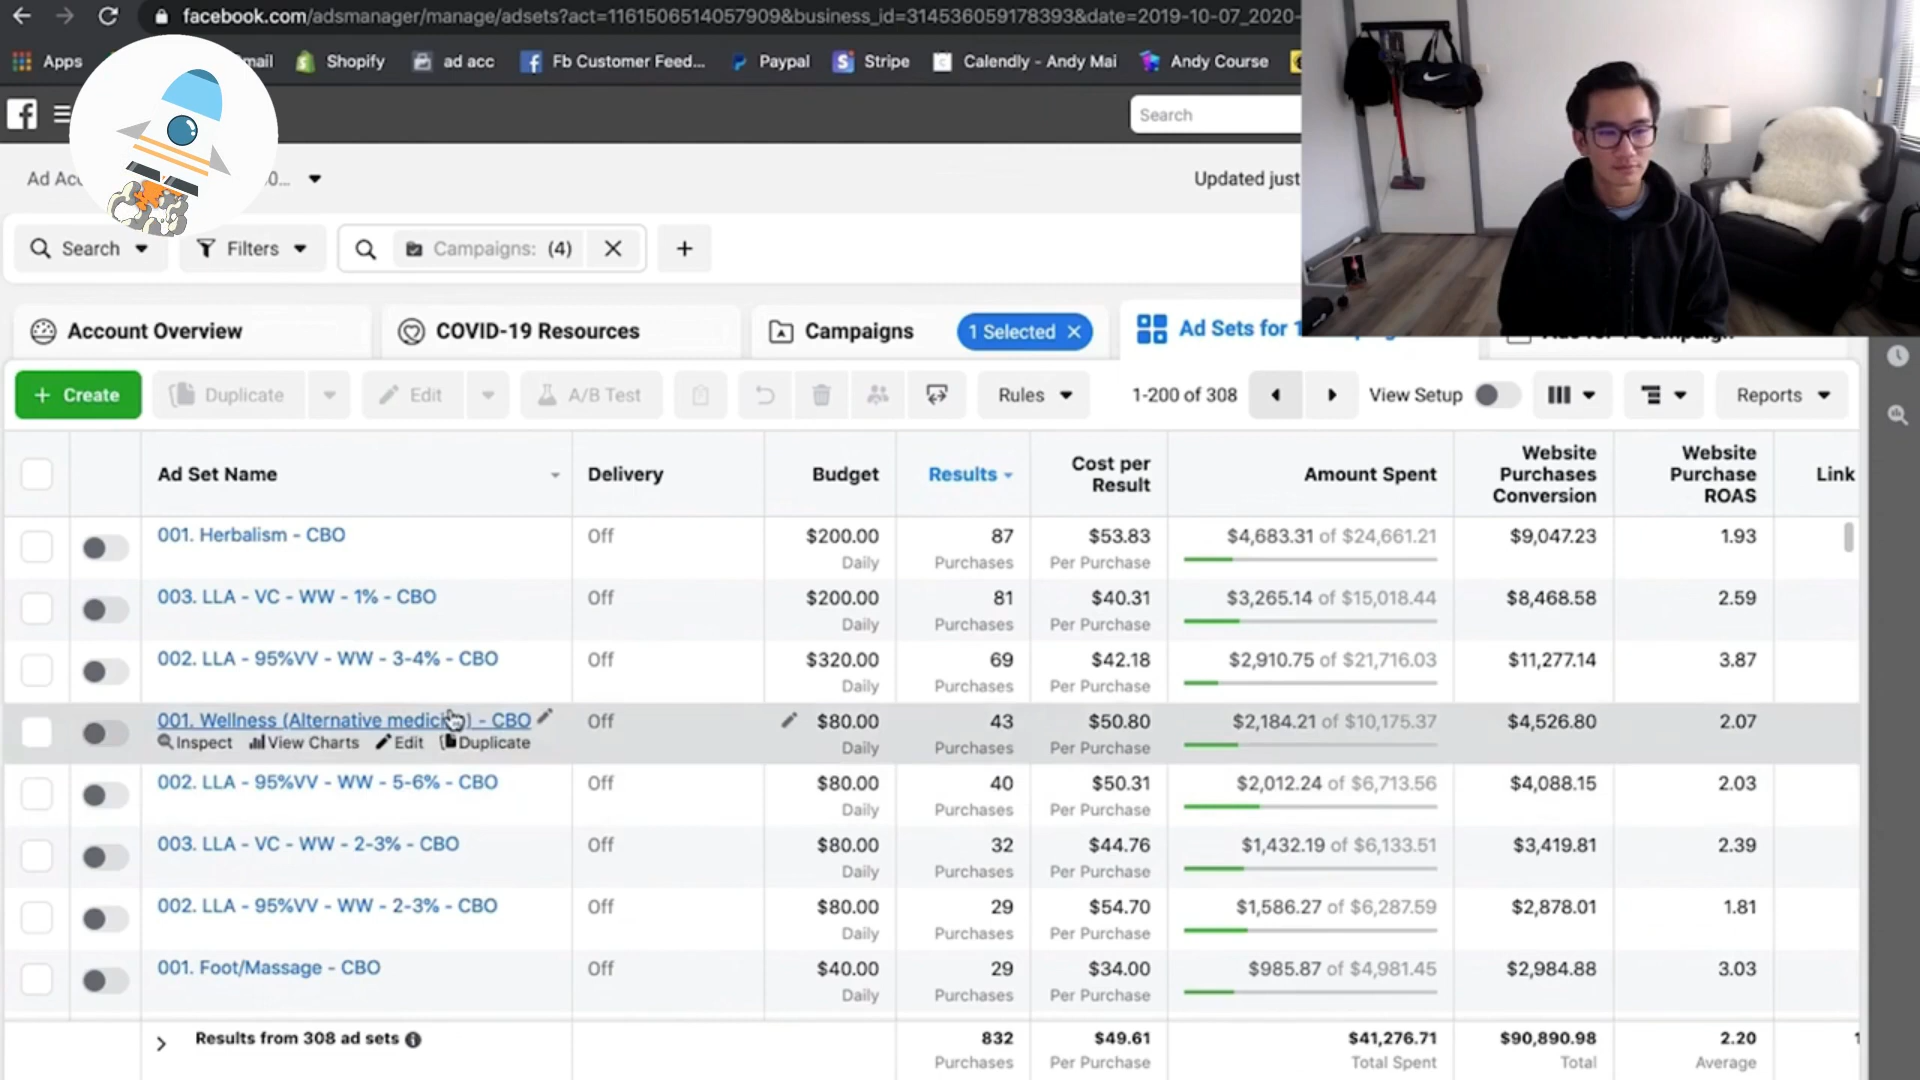 facebook.com/adsmanager/manage/adsets?act=1161506514057909&business_id=314536059178393&date=2019-10-07_2020-
Apps mail Shopify ad acc Fb Customer Feed... Paypal Stripe Calendly - Andy Mai Andy Course
Search
Ad Acc 0... Updated just
Search Filters Campaigns: (4)
Account Overview COVID-19 Resources Campaigns 1 Selected Ad Sets for 1
Create Duplicate Edit A/B Test Rules 1-200 of 308 View Setup Reports
Ad Set Name Delivery Budget Results Cost per Result Amount Spent Website Purchases Conversion Website Purchase ROAS Link
001. Herbalism - CBO Off $200.00 87 $53.83 $4,683.31 of $24,661.21 $9,047.23 1.93
Daily Purchases Per Purchase
003. LLA - VC - WW - 1% - CBO Off $200.00 81 $40.31 $3,265.14 of $15,018.44 $8,468.58 2.59
Daily Purchases Per Purchase
002. LLA - 95%VV - WW - 3-4% - CBO Off $320.00 69 $42.18 $2,910.75 of $21,716.03 $11,277.14 3.87
Daily Purchases Per Purchase
001. Wellness (Alternative medicine) - CBO Off $80.00 43 $50.80 $2,184.21 of $10,175.37 $4,526.80 2.07
Inspect View Charts Edit Duplicate Daily Purchases Per Purchase
002. LLA - 95%VV - WW - 5-6% - CBO Off $80.00 40 $50.31 $2,012.24 of $6,713.56 $4,088.15 2.03
Daily Purchases Per Purchase
003. LLA - VC - WW - 2-3% - CBO Off $80.00 32 $44.76 $1,432.19 of $6,133.51 $3,419.81 2.39
Daily Purchases Per Purchase
002. LLA - 95%VV - WW - 2-3% - CBO Off $80.00 29 $54.70 $1,586.27 of $6,287.59 $2,878.01 1.81
Daily Purchases Per Purchase
001. Foot/Massage - CBO Off $40.00 29 $34.00 $985.87 of $4,981.45 $2,984.88 3.03
Daily Purchases Per Purchase
Results from 308 ad sets 832 $49.61 $41,276.71 $90,890.98 2.20 1
Purchases Per Purchase Total Spent Total Average